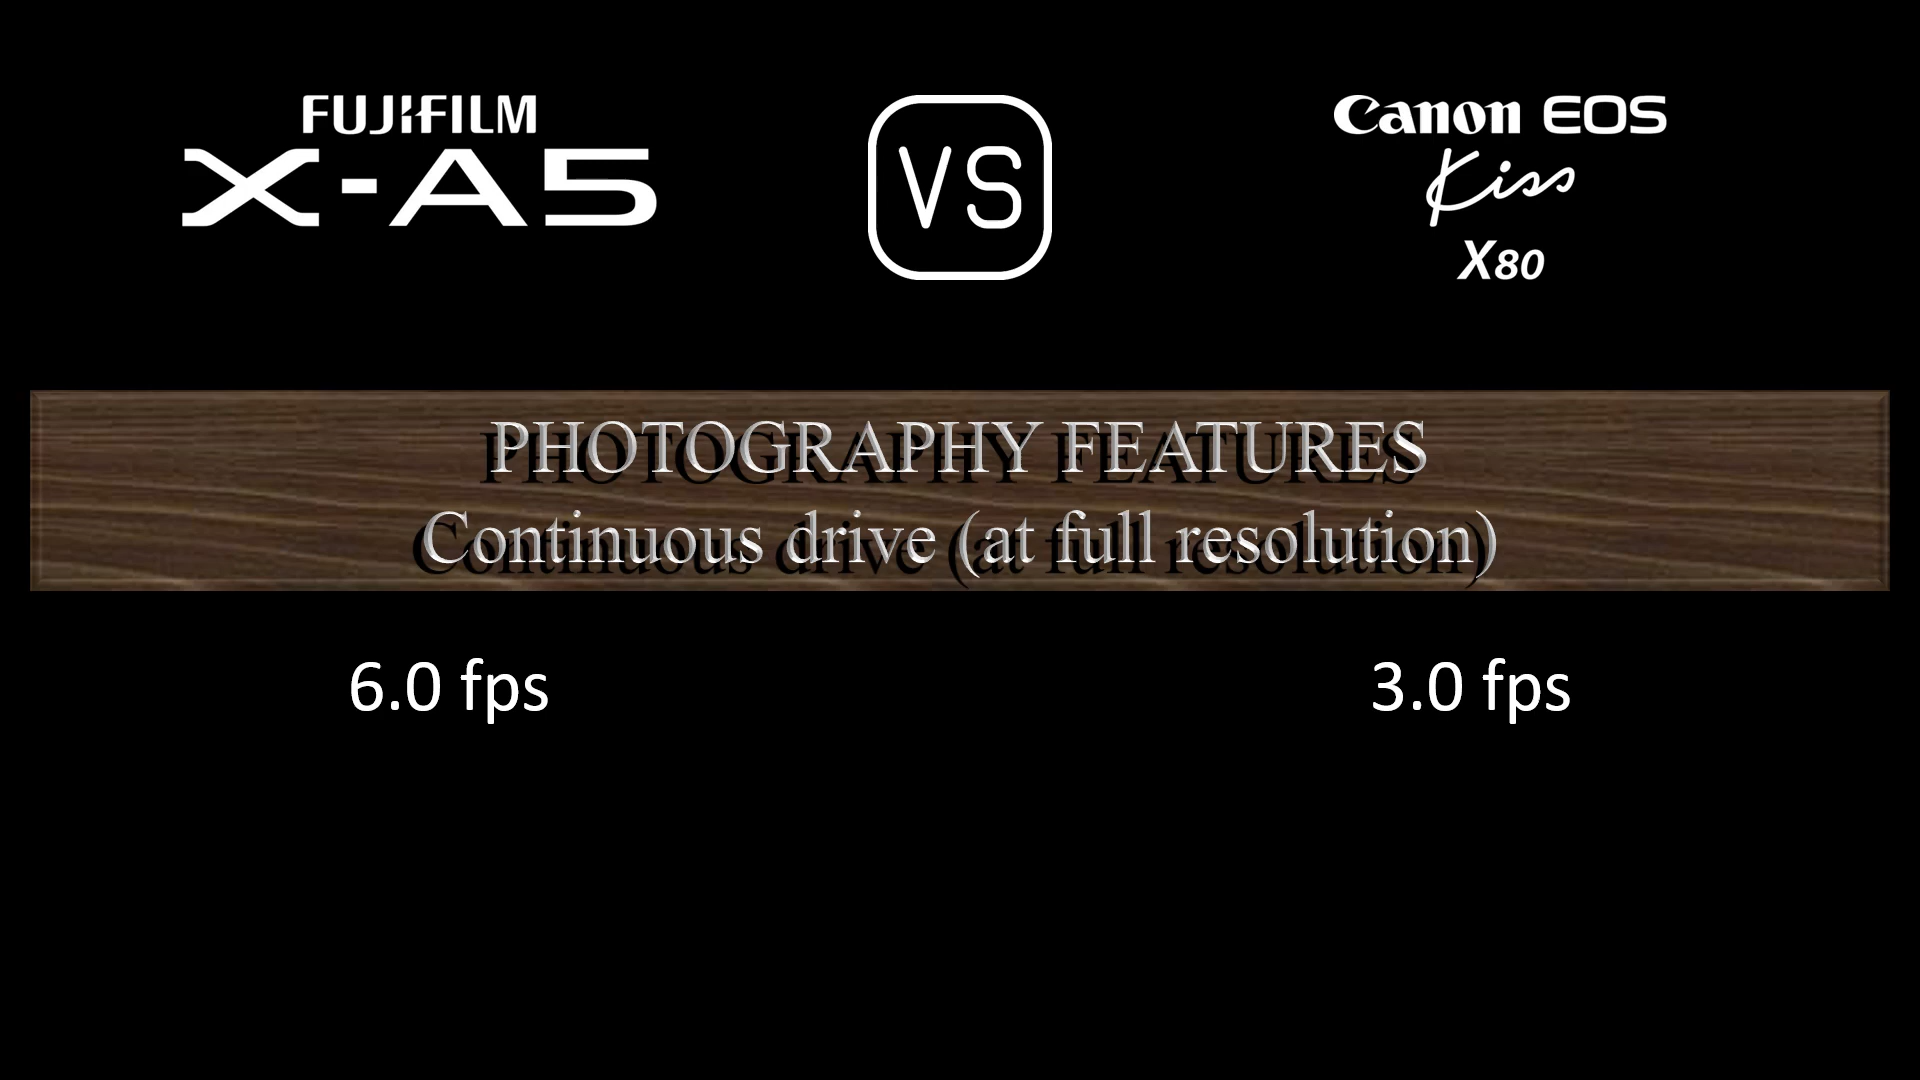 FUJIFILM
X-A5
VS
Canon EOS
Kiss
X80
PHOTOGRAPHY FEATURES
Continuous drive (at full resolution)
6.0 fps
3.0 fps